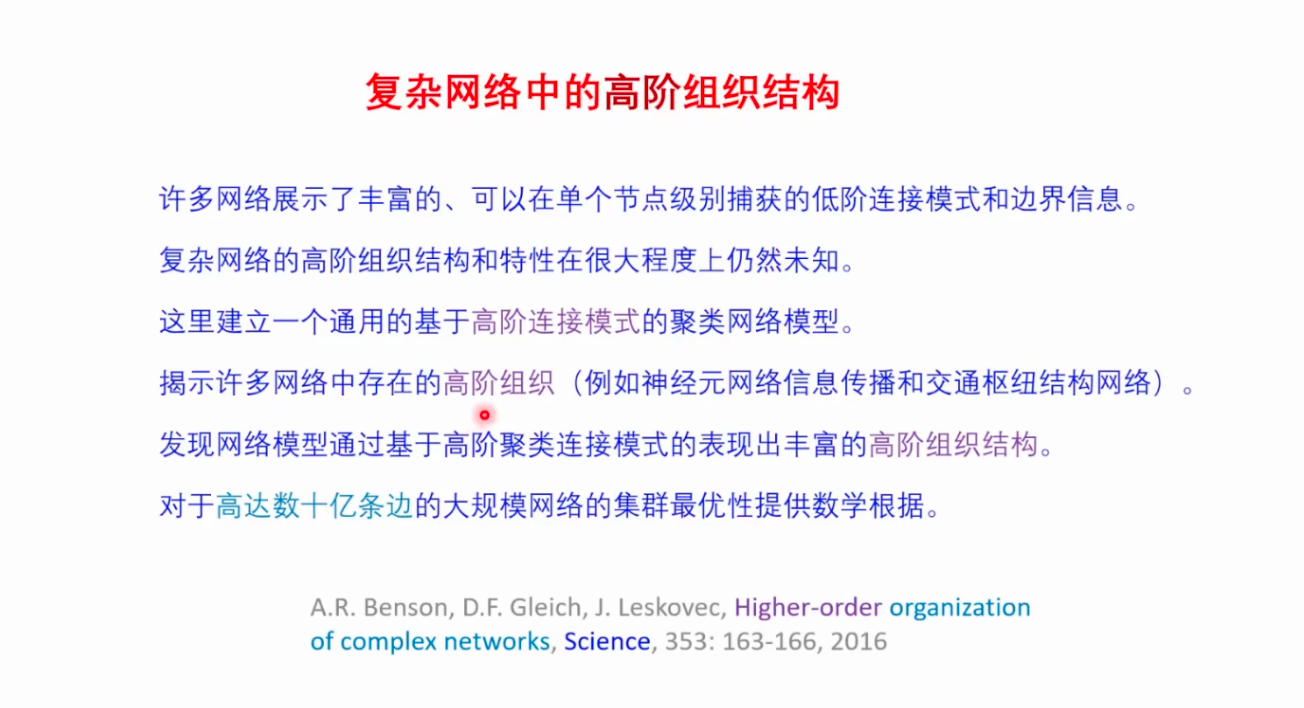 复杂网络中的高阶组织结构
许多网络展示了丰富的、可以在单个节点级别捕获的低阶连接模式和边界信息。
复杂网络的高阶组织结构和特性在很大程度上仍然未知。
这里建立一个通用的基于高阶连接模式的聚类网络模型。
揭示许多网络中存在的高阶组织（例如神经元网络信息传播和交通枢纽结构网络）。
发现网络模型通过基于高阶聚类连接模式的表现出丰富的高阶组织结构。
对于高达数十亿条边的大规模网络的集群最优性提供数学根据。
A.R. Benson, D.F. Gleich, J. Leskovec, Higher-order organization
of complex networks, Science, 353: 163-166, 2016